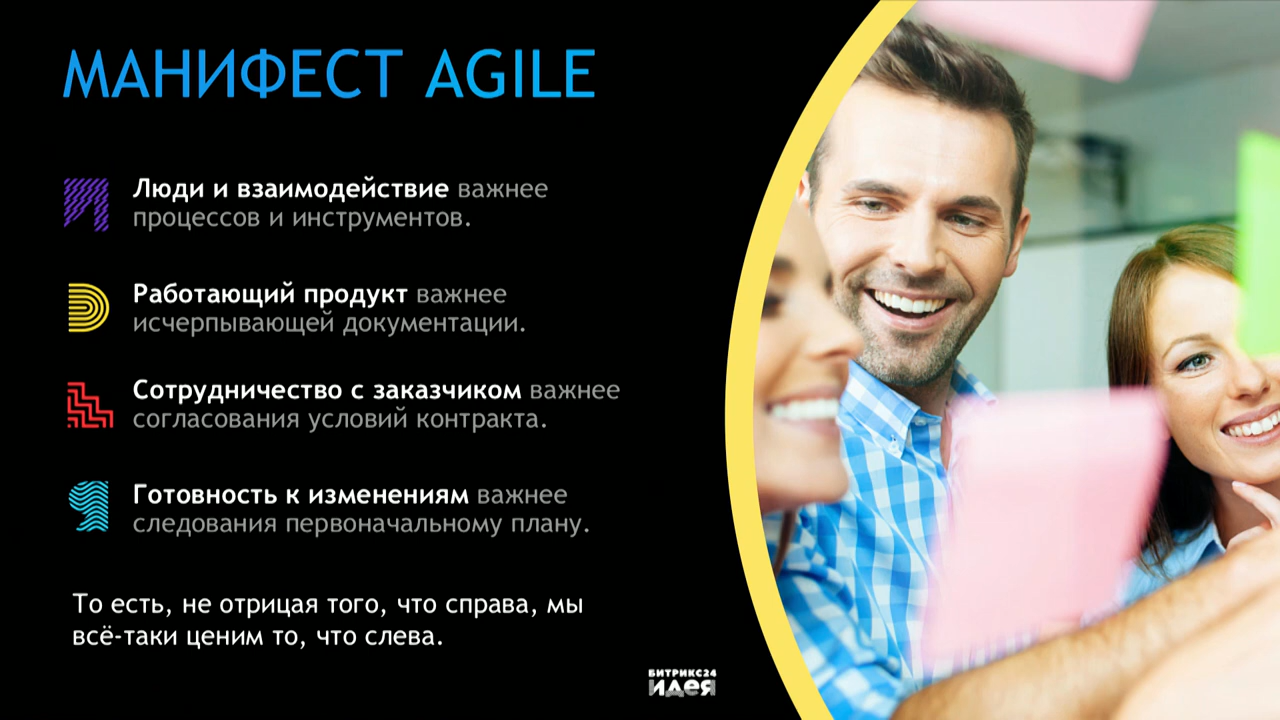 МАНИФЕСТ AGILE
Люди и взаимодействие важнее
процессов и инструментов.
Работающий продукт важнее
исчерпывающей документации.
Сотрудничество с заказчиком важнее
согласования условий контракта.
Готовность к изменениям важнее
следования первоначальному плану.
То есть, не отрицая того, что справа, мы
всё-таки ценим то, что слева.
БИТРИКС24
идея